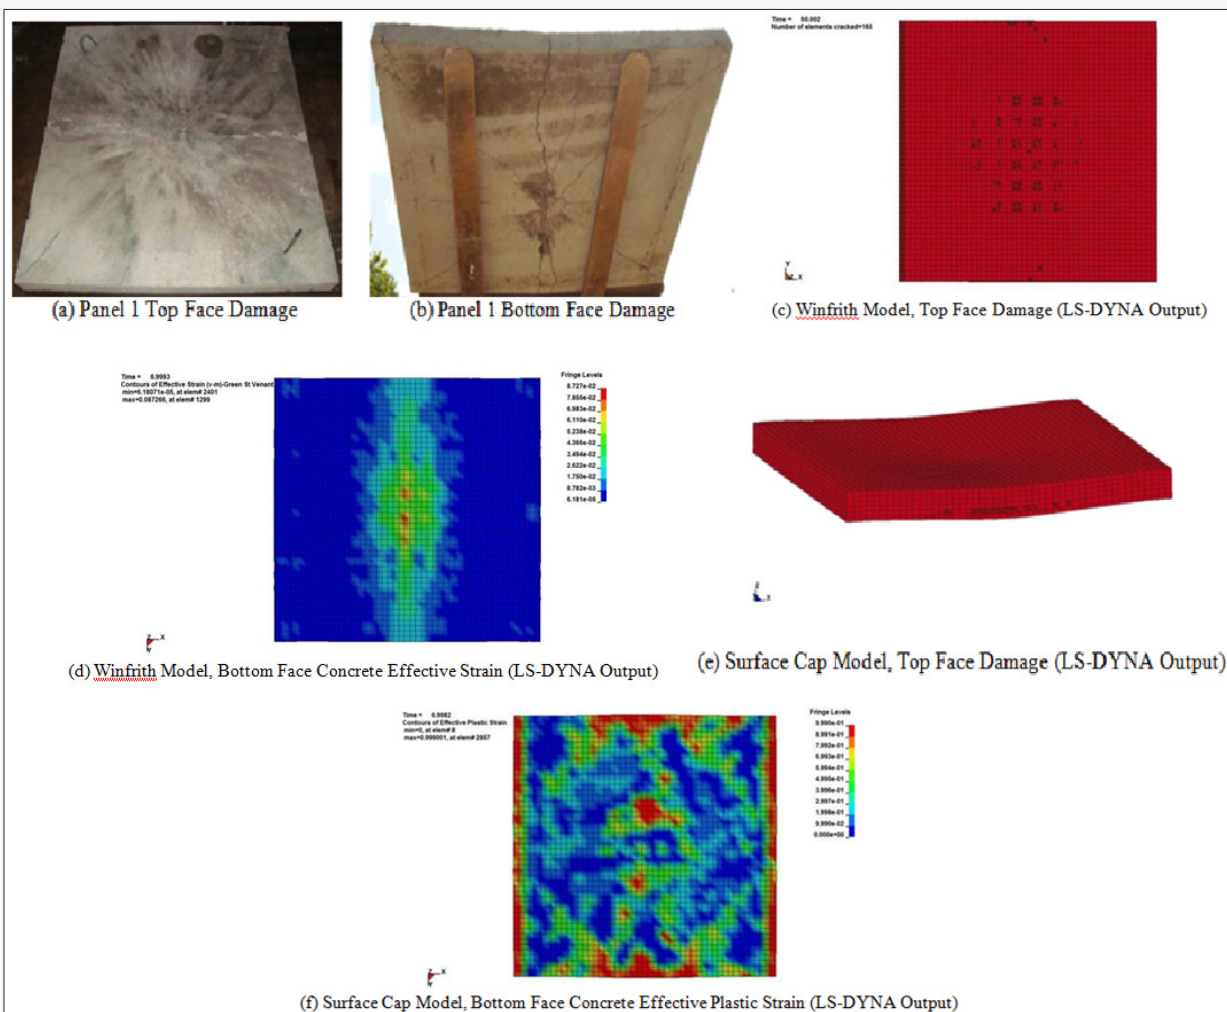 Time = 50.002
Number of elements cracked=165
Y
X
(a) Panel 1 Top Face Damage
(b) Panel 1 Bottom Face Damage
(c) Winfrith Model, Top Face Damage (LS-DYNA Output)
Time = 6.9993
Contours of Effective Strain (v-m)-Green St Venant
min=6.18071e-05, at elem# 2401
max=0.087266, at elem# 1299
Fringe Levels
8.727e-02
7.855e-02
6.983e-02
6.110e-02
5.238e-02
4.366e-02
3.494e-02
2.622e-02
1.750e-02
8.782e-03
6.181e-05
Z X
Y
Z
X
(d) Winfrith Model, Bottom Face Concrete Effective Strain (LS-DYNA Output)
(e) Surface Cap Model, Top Face Damage (LS-DYNA Output)
Time = 6.9982
Contours of Effective Plastic Strain
min=0, at elem# 8
max=0.999001, at elem# 2857
Fringe Levels
9.990e-01
8.991e-01
7.992e-01
6.993e-01
5.994e-01
4.995e-01
3.996e-01
2.997e-01
1.998e-01
9.990e-02
0.000e+00
Z X
Y
(f) Surface Cap Model, Bottom Face Concrete Effective Plastic Strain (LS-DYNA Output)